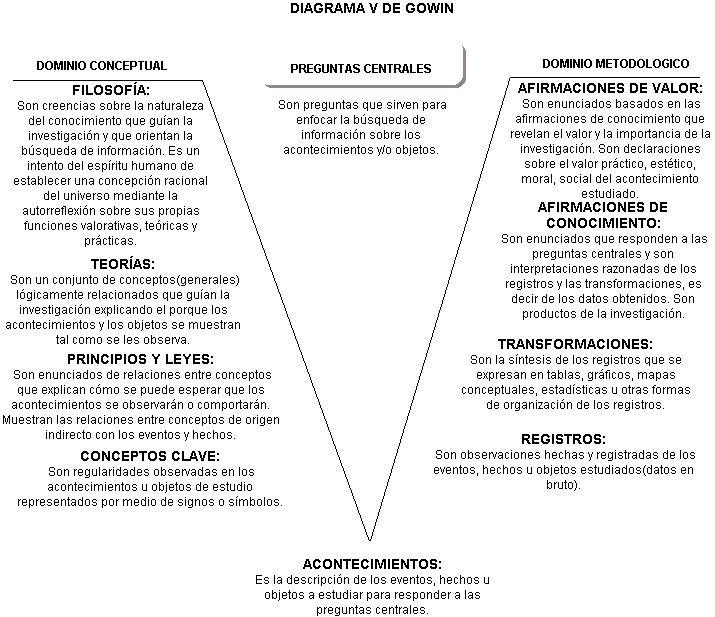 DIAGRAMA V DE GOWIN
DOMINIO CONCEPTUAL
FILOSOFÍA:
Son creencias sobre la naturaleza
del conocimiento que guían la
investigación y que orientan la
búsqueda de información. Es un
intento del espíritu humano de
establecer una concepción racional
del universo mediante la
autorreflexión sobre sus propias
funciones valorativas, teóricas y
prácticas.
TEORÍAS:
Son un conjunto de conceptos(generales)
lógicamente relacionados que guían la
investigación explicando el porque los
acontecimientos y los objetos se muestran
tal como se les observa.
PRINCIPIOS Y LEYES:
Son enunciados de relaciones entre conceptos
que explican cómo se puede esperar que los
acontecimientos se observarán o comportarán.
Muestran las relaciones entre conceptos de origen
indirecto con los eventos y hechos.
CONCEPTOS CLAVE:
Son regularidades observadas en los
acontecimientos u objetos de estudio
representados por medio de signos o símbolos.
PREGUNTAS CENTRALES
Son preguntas que sirven para
enfocar la búsqueda de
información sobre los
acontecimientos y/o objetos.
DOMINIO METODOLOGICO
AFIRMACIONES DE VALOR:
Son enunciados basados en las
afirmaciones de conocimiento que
revelan el valor y la importancia de la
investigación. Son declaraciones
sobre el valor práctico, estético,
moral, social del acontecimiento
estudiado.
AFIRMACIONES DE
CONOCIMIENTO:
Son enunciados que responden a las
preguntas centrales y son
interpretaciones razonadas de los
registros y las transformaciones, es
decir de los datos obtenidos. Son
productos de la investigación.
TRANSFORMACIONES:
Son la síntesis de los registros que se
expresan en tablas, gráficos, mapas
conceptuales, estadísticas u otras formas
de organización de los registros.
REGISTROS:
Son observaciones hechas y registradas de los
eventos, hechos u objetos estudiados(datos en
bruto).
ACONTECIMIENTOS:
Es la descripción de los eventos, hechos u
objetos a estudiar para responder a las
preguntas centrales.